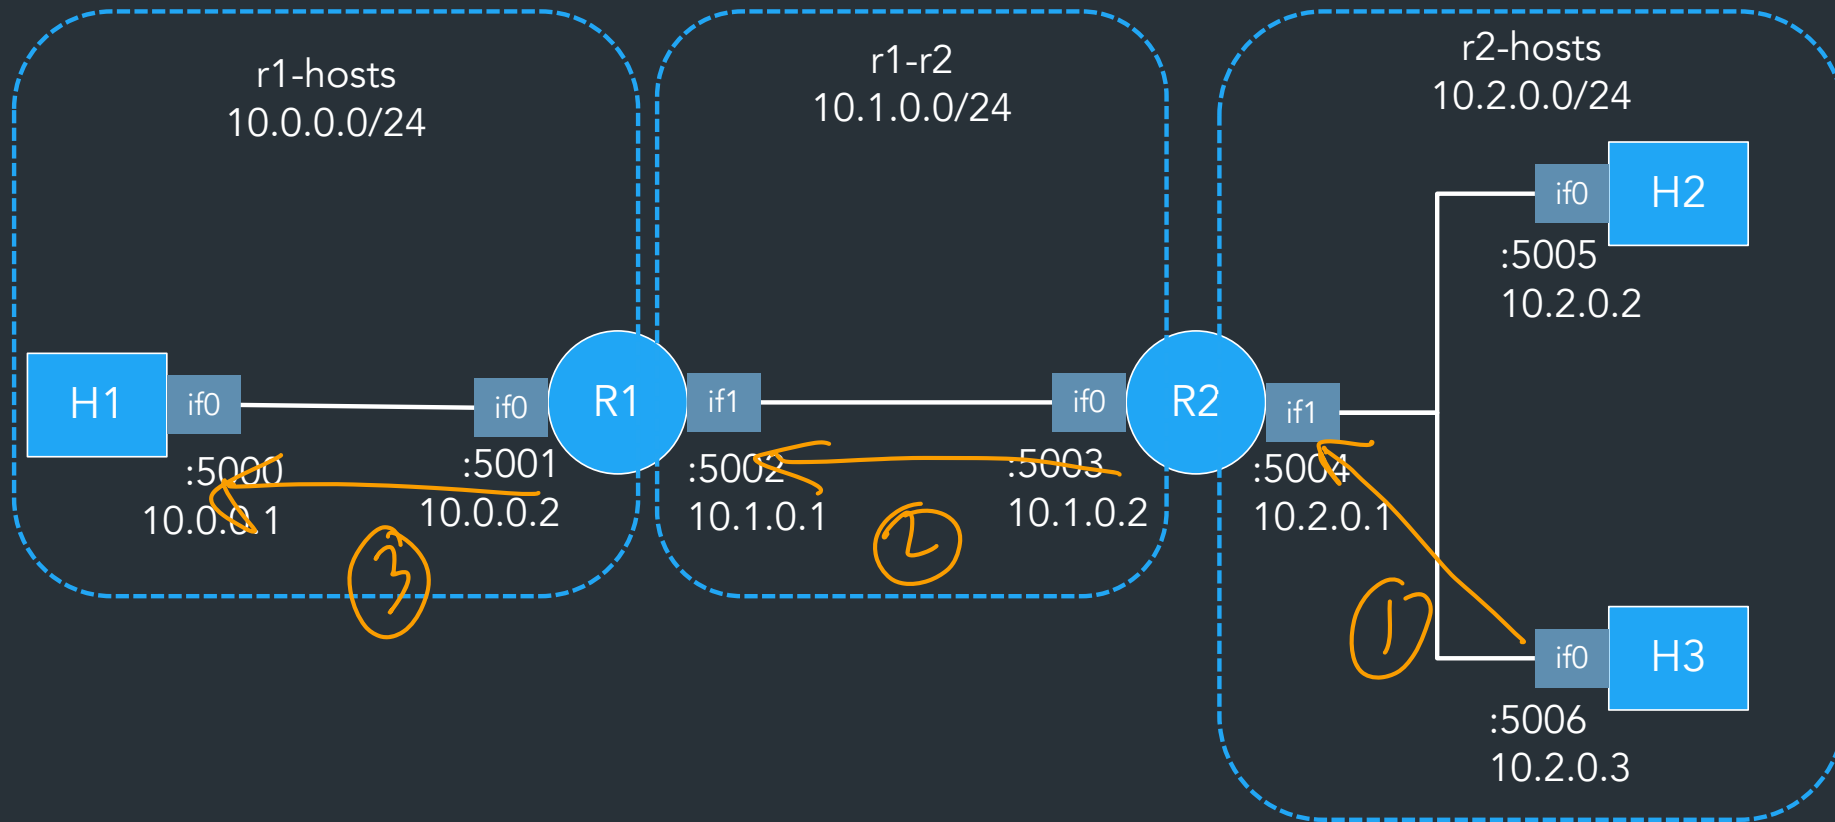 r1-hosts
10.0.0.0/24
r1-r2
10.1.0.0/24
r2-hosts
10.2.0.0/24
if0
H2
:5005
10.2.0.2
H1
if0
if0
R1
if1
if0
R2
if1
:5000
10.0.0.1
:5001
10.0.0.2
:5002
10.1.0.1
:5003
10.1.0.2
:5004
10.2.0.1
3
2
1
if0
H3
:5006
10.2.0.3